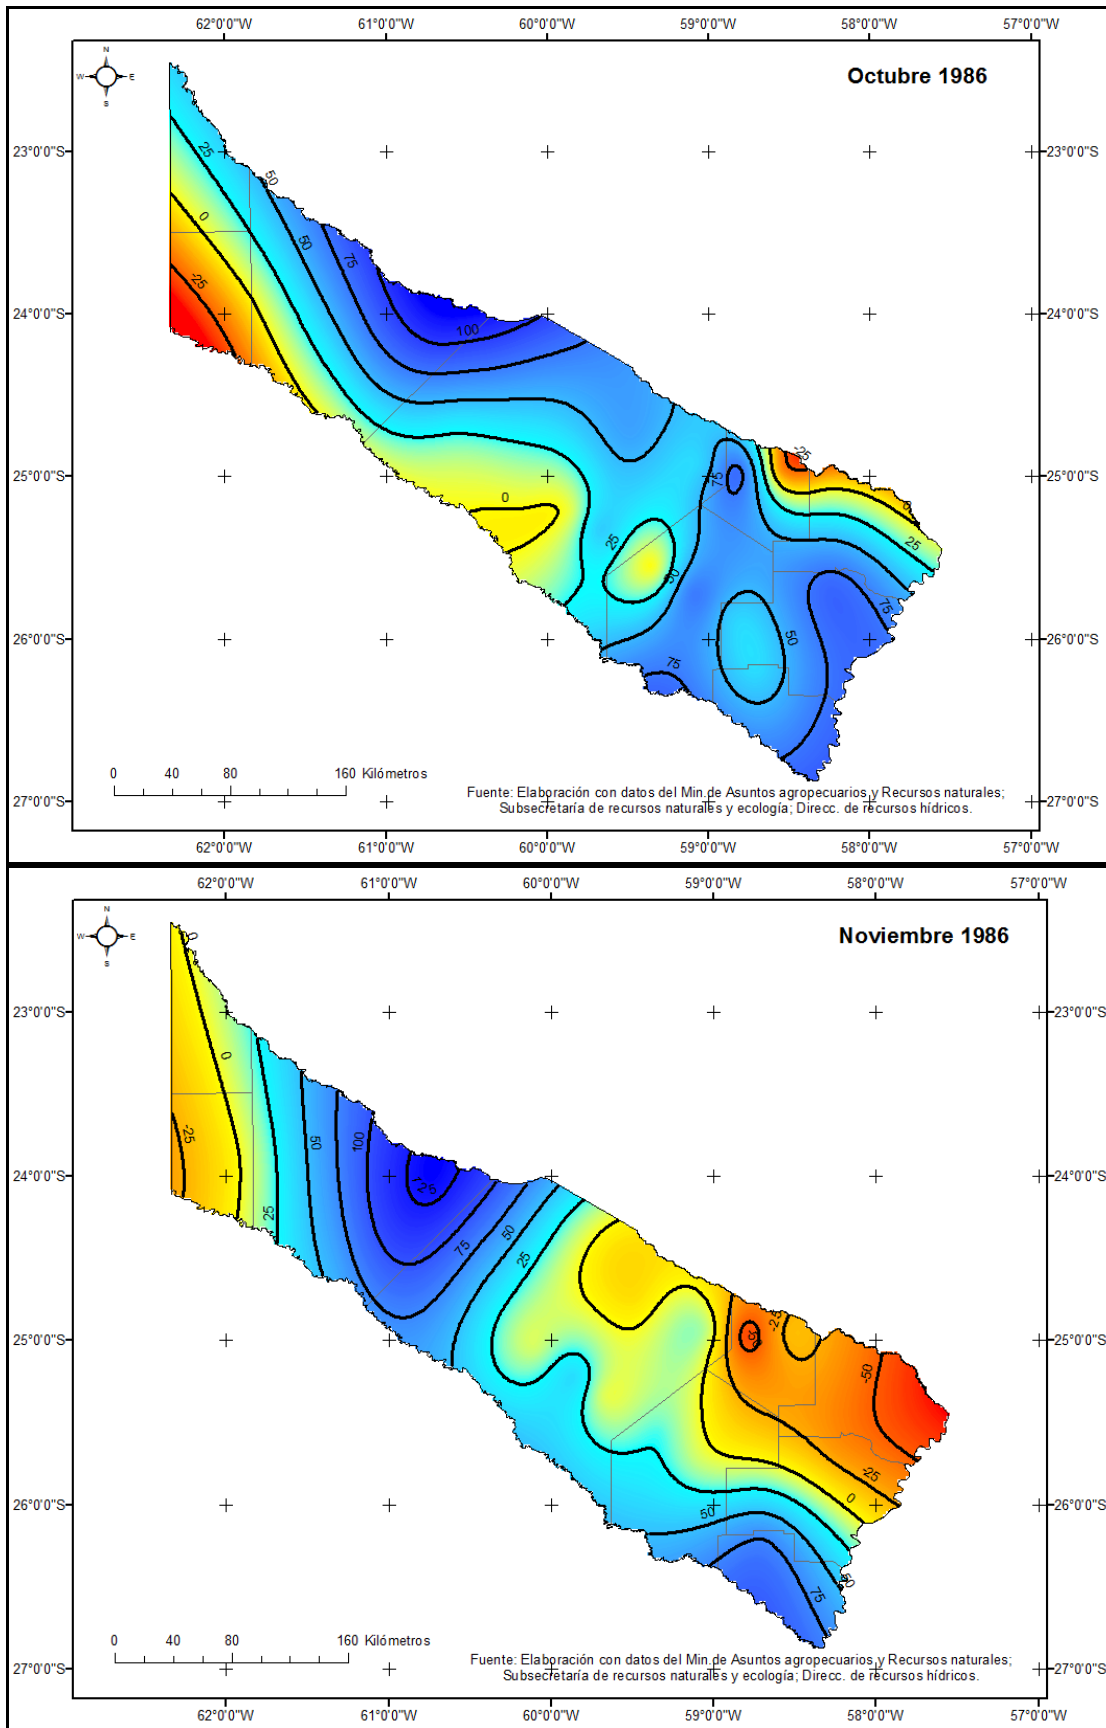 62°0'0"W 61°0'0"W 60°0'0"W 59°0'0"W 58°0'0"W 57°0'0"W
N
W E
S
Octubre 1986
23°0'0"S 23°0'0"S
24°0'0"S 24°0'0"S
25°0'0"S 25°0'0"S
26°0'0"S 26°0'0"S
27°0'0"S 27°0'0"S
25
50
0
50
75
-25
100
-25
75
0
0
25
25
50
75
50
75
0 40 80 160 Kilómetros
Fuente: Elaboración con datos del Min.de Asuntos agropecuarios y Recursos naturales;
Subsecretaría de recursos naturales y ecología; Direcc. de recursos hídricos.
62°0'0"W 61°0'0"W 60°0'0"W 59°0'0"W 58°0'0"W 57°0'0"W
62°0'0"W 61°0'0"W 60°0'0"W 59°0'0"W 58°0'0"W 57°0'0"W
N
W E
S
Noviembre 1986
23°0'0"S 23°0'0"S
24°0'0"S 24°0'0"S
25°0'0"S 25°0'0"S
26°0'0"S 26°0'0"S
27°0'0"S 27°0'0"S
0
0
-25
50
100
125
25
75
50
25
-25
-50
-25
0
50
50
75
0 40 80 160 Kilómetros
Fuente: Elaboración con datos del Min.de Asuntos agropecuarios y Recursos naturales;
Subsecretaría de recursos naturales y ecología; Direcc. de recursos hídricos.
62°0'0"W 61°0'0"W 60°0'0"W 59°0'0"W 58°0'0"W 57°0'0"W